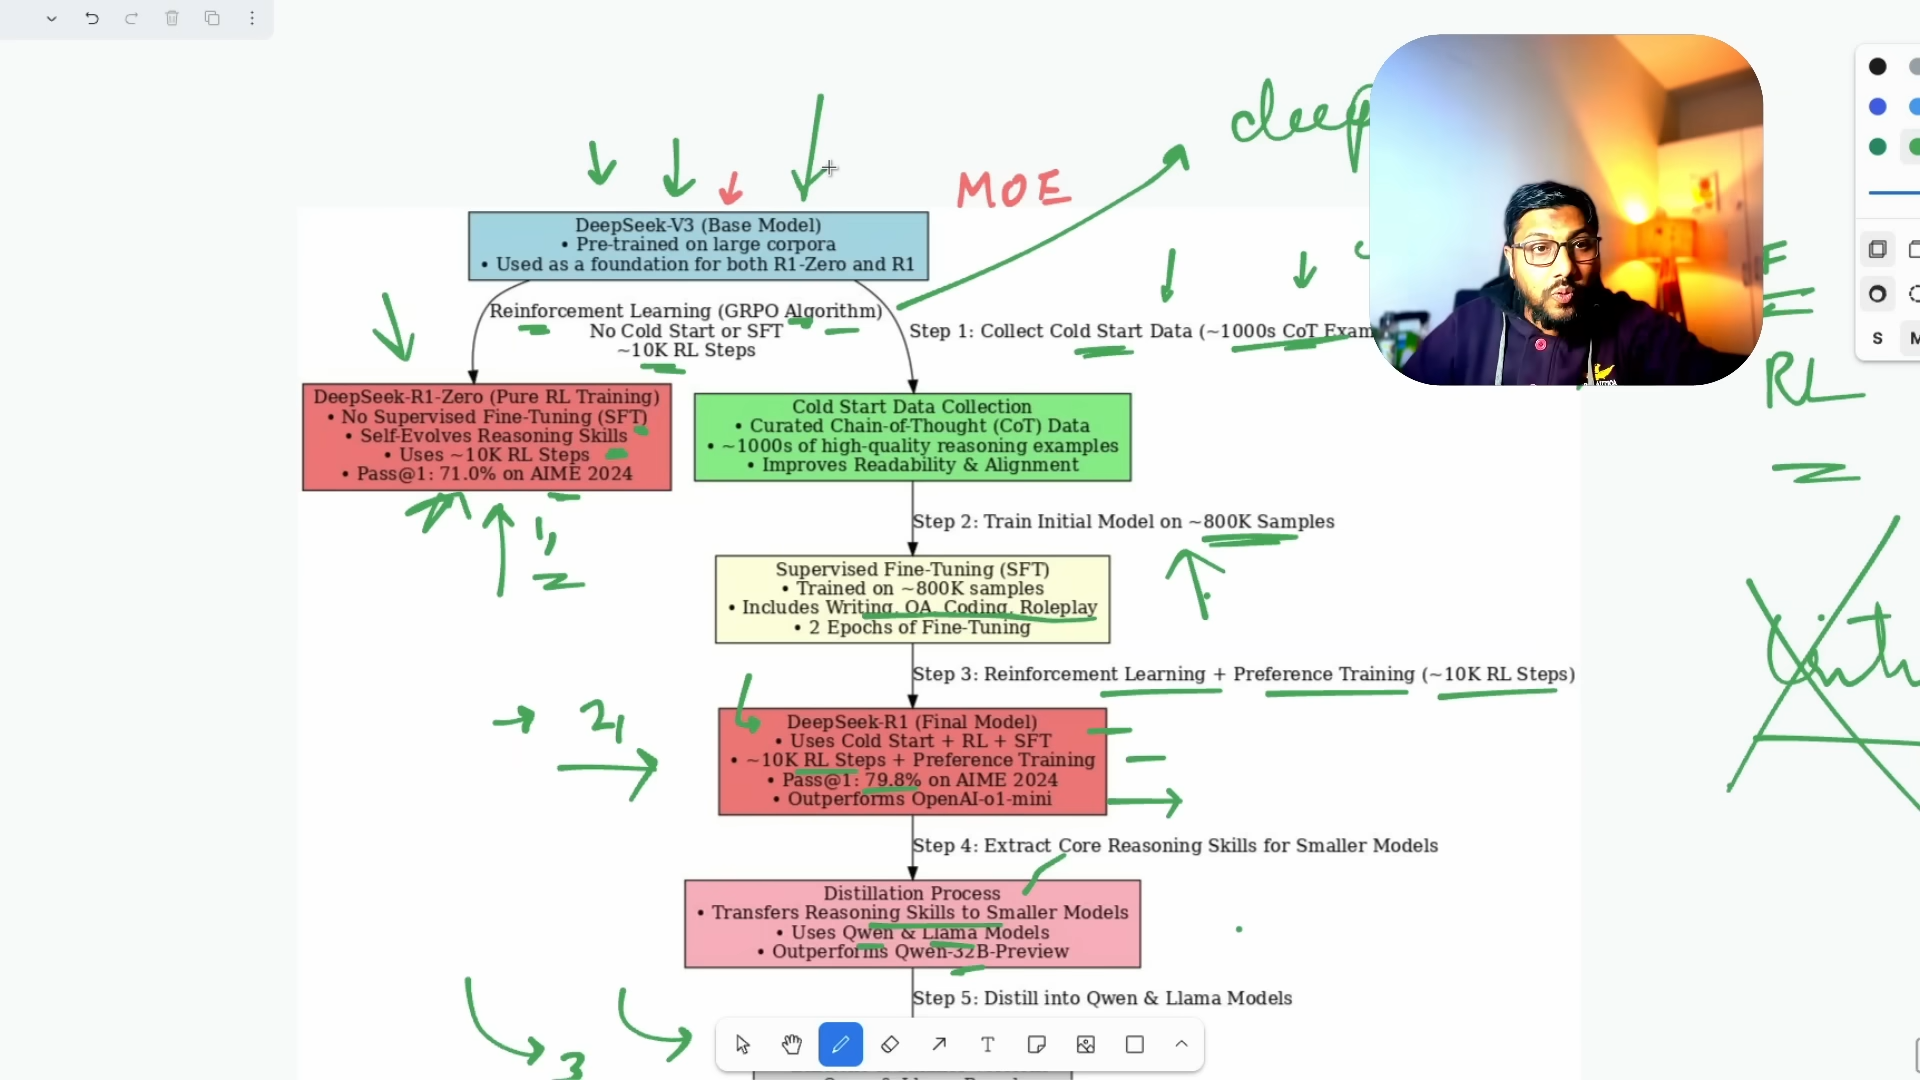 deep
MOE
DeepSeek-V3 (Base Model)
• Pre-trained on large corpora
• Used as a foundation for both R1-Zero and R1
Reinforcement Learning (GRPO Algorithm)
No Cold Start or SFT
~10K RL Steps
Step 1: Collect Cold Start Data (~1000s CoT Exam
F
RL
S
M
DeepSeek-R1-Zero (Pure RL Training)
• No Supervised Fine-Tuning (SFT)
• Self-Evolves Reasoning Skills
• Uses ~10K RL Steps
• Pass@1: 71.0% on AIME 2024
Cold Start Data Collection
• Curated Chain-of-Thought (CoT) Data
• ~1000s of high-quality reasoning examples
• Improves Readability & Alignment
1,
Step 2: Train Initial Model on ~800K Samples
Supervised Fine-Tuning (SFT)
• Trained on ~800K samples
• Includes Writing, QA, Coding, Roleplay
• 2 Epochs of Fine-Tuning
Step 3: Reinforcement Learning + Preference Training (~10K RL Steps)
2,
DeepSeek-R1 (Final Model)
• Uses Cold Start + RL + SFT
• ~10K RL Steps + Preference Training
• Pass@1: 79.8% on AIME 2024
• Outperforms OpenAI-o1-mini
Step 4: Extract Core Reasoning Skills for Smaller Models
Distillation Process
• Transfers Reasoning Skills to Smaller Models
• Uses Qwen & Llama Models
• Outperforms Qwen-32B-Preview
Step 5: Distill into Qwen & Llama Models
3